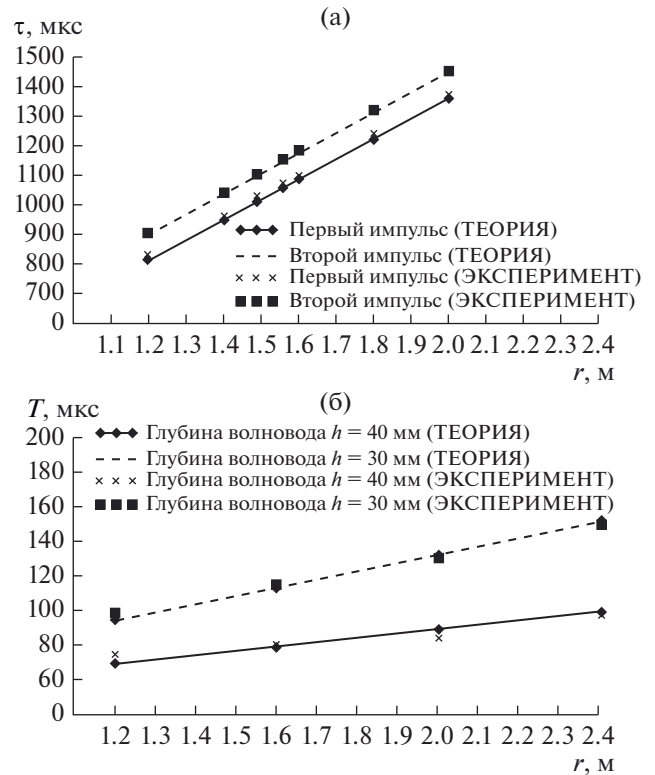 (а)
τ, мкс
1500
1400
1300
1200
1100
1000
900
800
700
0
Первый импульс (ТЕОРИЯ)
Второй импульс (ТЕОРИЯ)
Первый импульс (ЭКСПЕРИМЕНТ)
Второй импульс (ЭКСПЕРИМЕНТ)
1.1 1.2 1.3 1.4 1.5 1.6 1.7 1.8 1.9 2.0 2.1 2.2 2.3 2.4
r, м
(б)
T, мкс
200
180
160
140
120
100
80
60
0
Глубина волновода h = 40 мм (ТЕОРИЯ)
Глубина волновода h = 30 мм (ТЕОРИЯ)
Глубина волновода h = 40 мм (ЭКСПЕРИМЕНТ)
Глубина волновода h = 30 мм (ЭКСПЕРИМЕНТ)
1.2 1.3 1.4 1.5 1.6 1.7 1.8 1.9 2.0 2.1 2.2 2.3 2.4
r, м